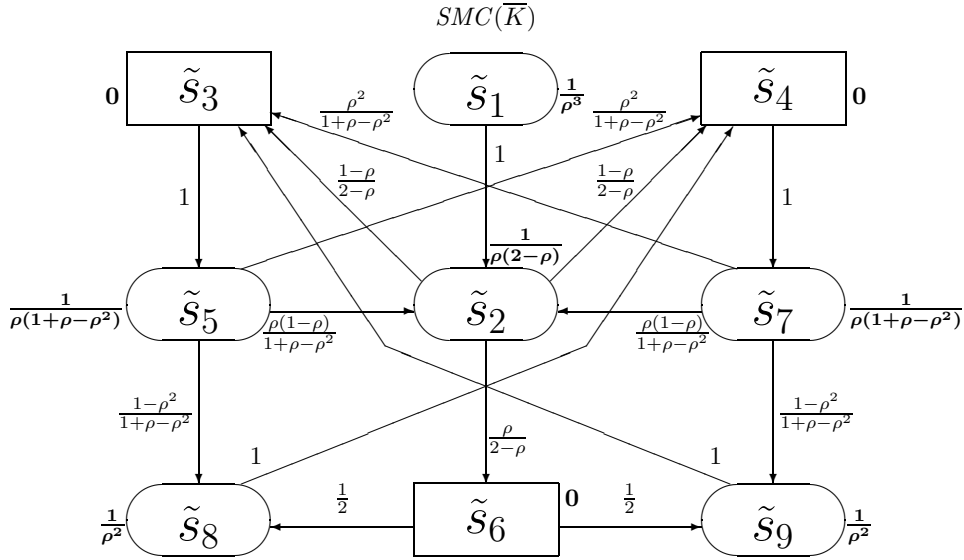 SMC(K̅)
0 s̃₃ s̃₁ 1/ρ³ s̃₄ 0
ρ²/(1+ρ−ρ²) ρ²/(1+ρ−ρ²)
1 (1−ρ)/(2−ρ) 1 (1−ρ)/(2−ρ) 1
1/(ρ(2−ρ))
1/(ρ(1+ρ−ρ²)) s̃₅ s̃₂ s̃₇ 1/(ρ(1+ρ−ρ²))
ρ(1−ρ)/(1+ρ−ρ²) ρ(1−ρ)/(1+ρ−ρ²)
(1−ρ²)/(1+ρ−ρ²) (1−ρ²)/(1+ρ−ρ²)
1 ρ/(2−ρ) 1
1/2 0 1/2
1/ρ² s̃₈ s̃₆ s̃₉ 1/ρ²